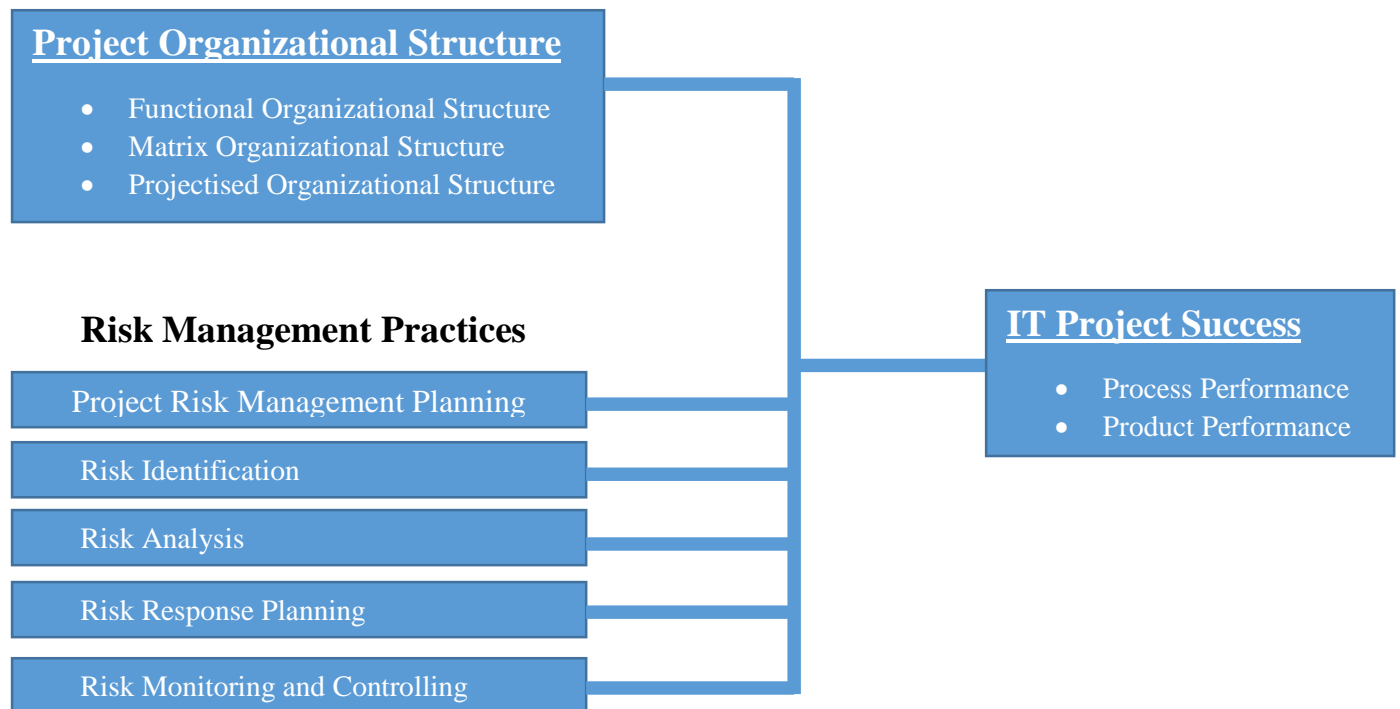 Project Organizational Structure
• Functional Organizational Structure
• Matrix Organizational Structure
• Projectised Organizational Structure
Risk Management Practices
Project Risk Management Planning
Risk Identification
Risk Analysis
Risk Response Planning
Risk Monitoring and Controlling
IT Project Success
• Process Performance
• Product Performance